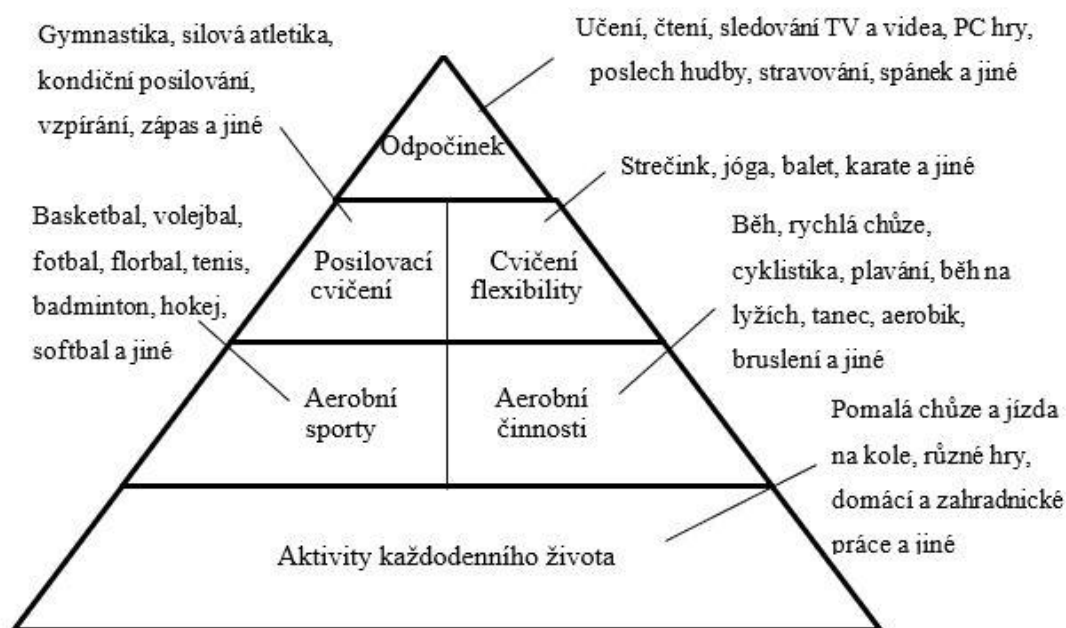 Gymnastika, silová atletika,
kondiční posilování,
vzpírání, zápas a jiné
Učení, čtení, sledování TV a videa, PC hry,
poslech hudby, stravování, spánek a jiné
Odpočinek
Strečink, jóga, balet, karate a jiné
Basketbal, volejbal,
fotbal, florbal, tenis,
badminton, hokej,
softbal a jiné
Posilovací
cvičení
Cvičení
flexibility
Běh, rychlá chůze,
cyklistika, plavání, běh na
lyžích, tanec, aerobik,
bruslení a jiné
Aerobní
sporty
Aerobní
činnosti
Pomalá chůze a jízda
na kole, různé hry,
domácí a zahradnické
práce a jiné
Aktivity každodenního života